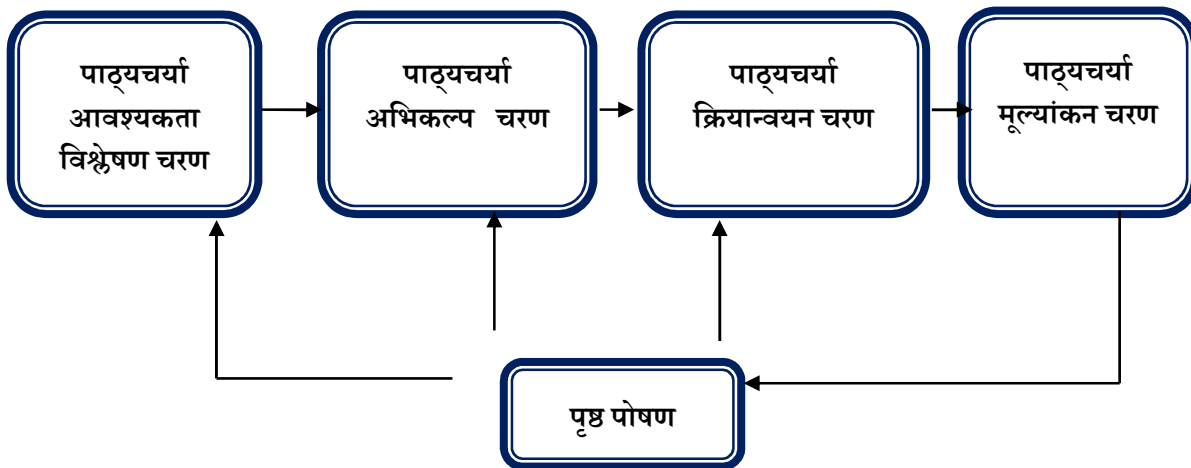 पाठ्यचर्या
आवश्यकता
विश्लेषण चरण
पाठ्यचर्या
अभिकल्प चरण
पाठ्यचर्या
क्रियान्वयन चरण
पाठ्यचर्या
मूल्यांकन चरण
पृष्ठ पोषण